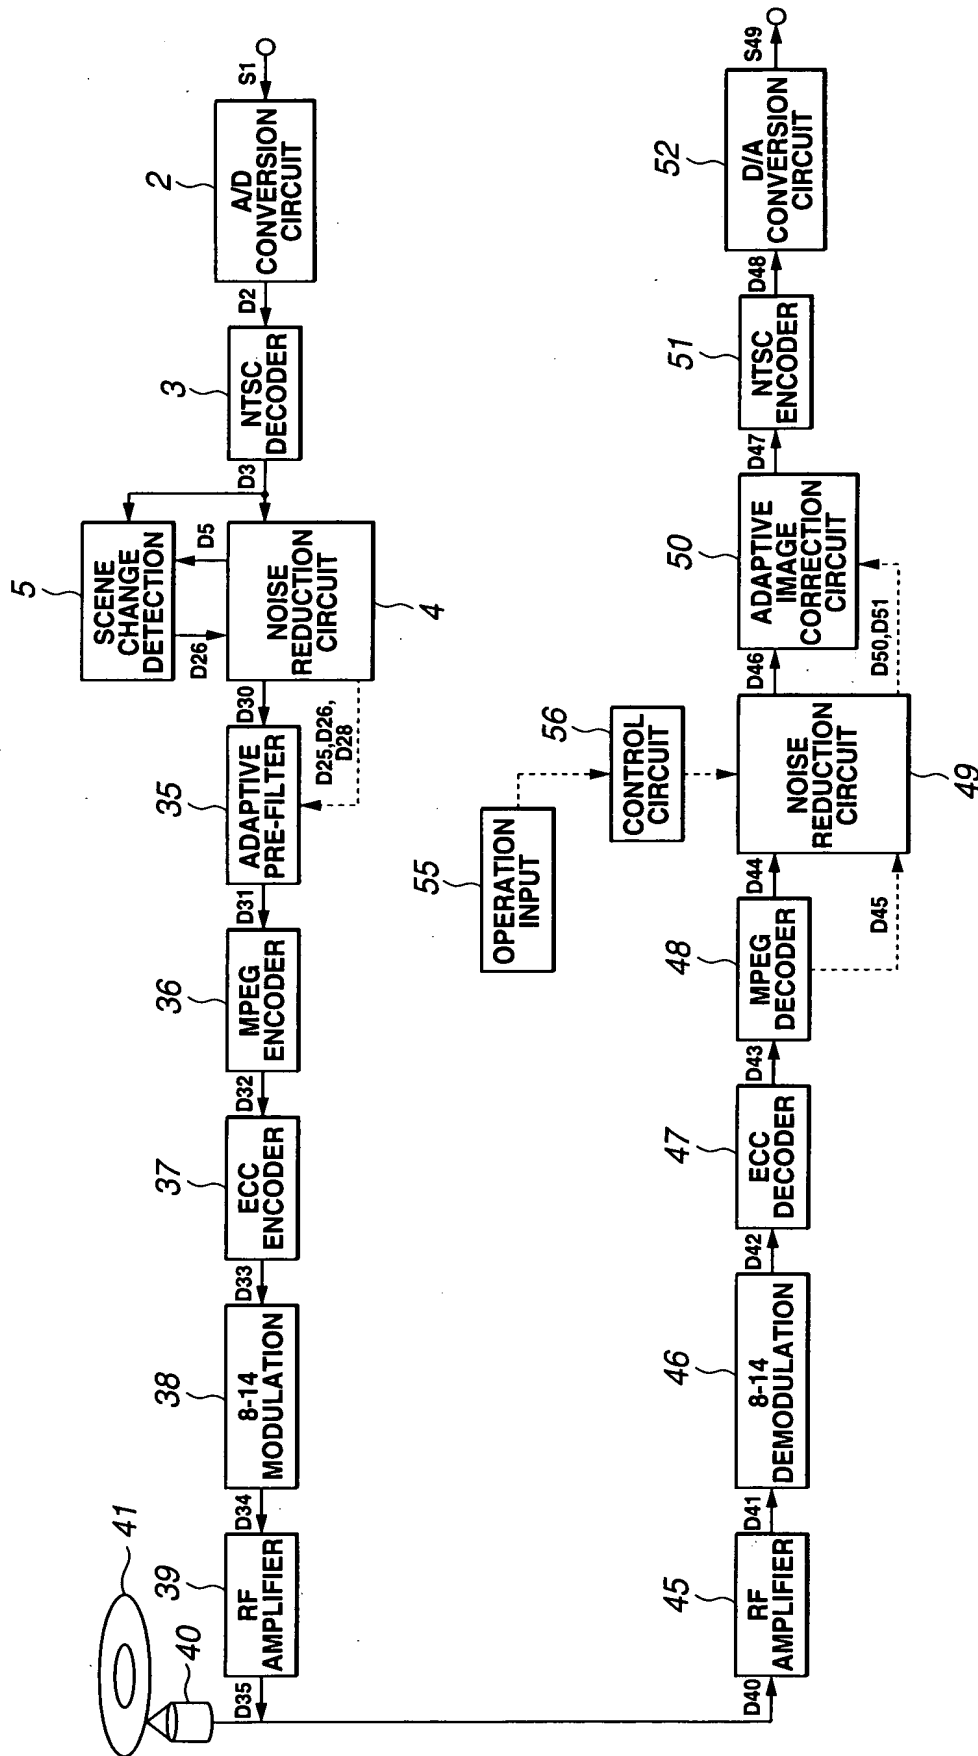 41
40
D35
39
RF
AMPLIFIER
D34
38
8-14
MODULATION
D33
37
ECC
ENCODER
D32
36
MPEG
ENCODER
D31
35
ADAPTIVE
PRE-FILTER
D30
D25,D26,
D28
5
SCENE
CHANGE
DETECTION
D26
D5
NOISE
REDUCTION
CIRCUIT
4
D3
3
NTSC
DECODER
D2
2
A/D
CONVERSION
CIRCUIT
S1
55
OPERATION
INPUT
56
CONTROL
CIRCUIT
D40
45
RF
AMPLIFIER
D41
46
8-14
DEMODULATION
D42
47
ECC
DECODER
D43
48
MPEG
DECODER
D44
D45
NOISE
REDUCTION
CIRCUIT
49
D46
D50,D51
50
ADAPTIVE
IMAGE
CORRECTION
CIRCUIT
D47
51
NTSC
ENCODER
D48
52
D/A
CONVERSION
CIRCUIT
S49